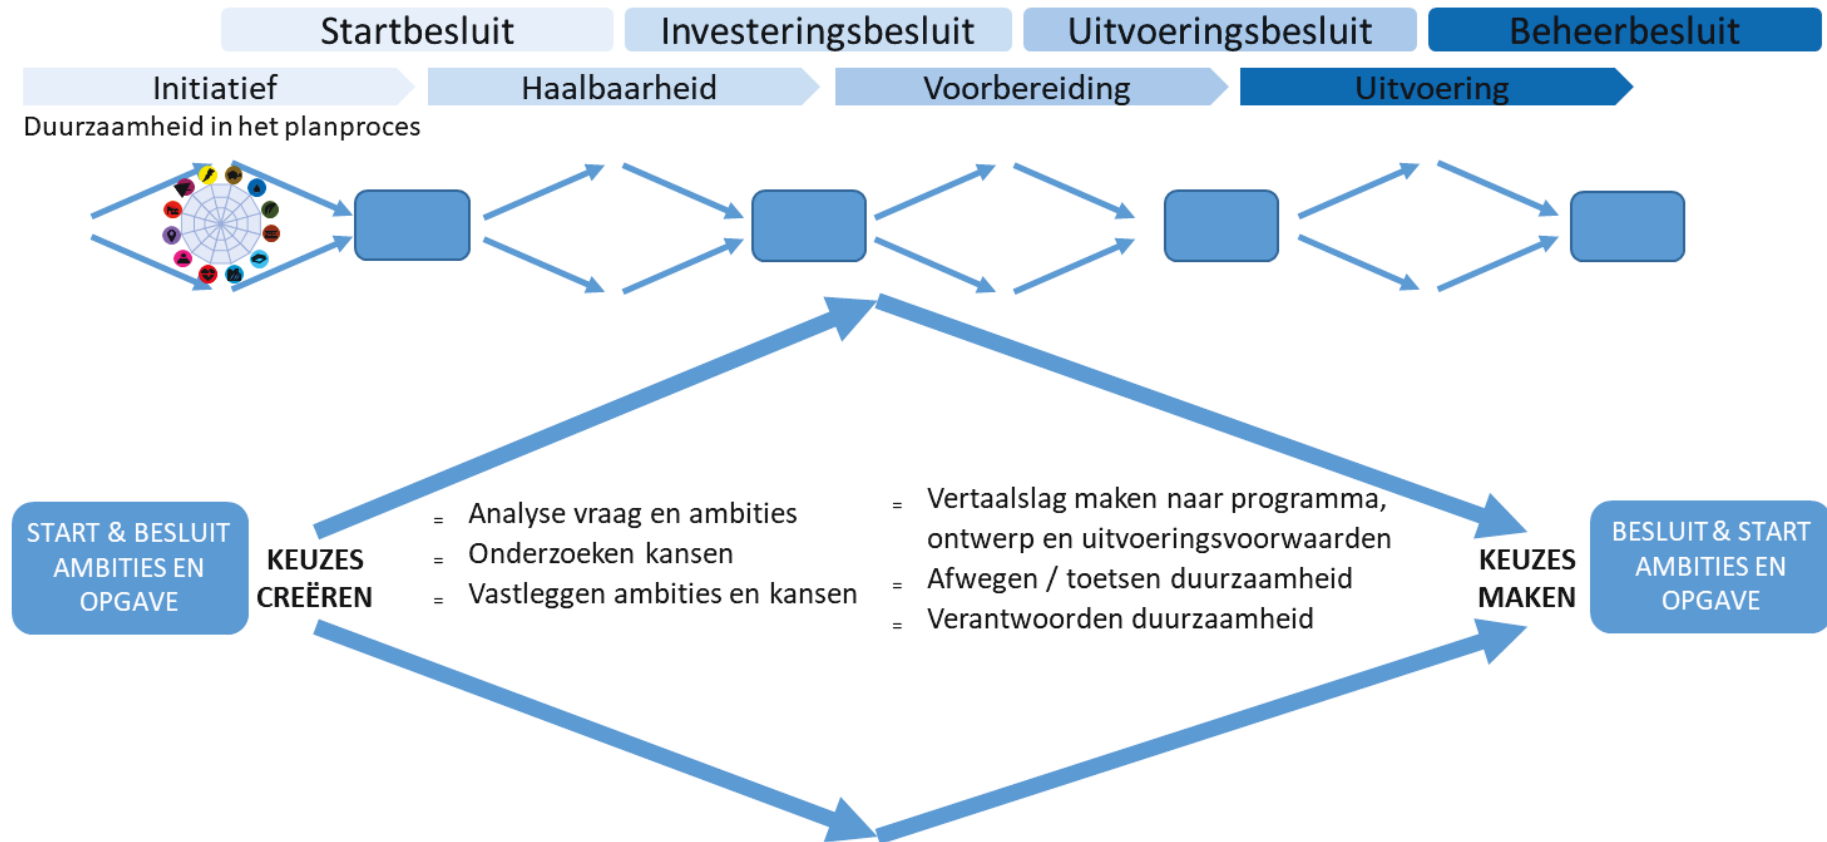 Startbesluit
Investeringsbesluit
Uitvoeringsbesluit
Beheerbesluit
Initiatief
Haalbaarheid
Voorbereiding
Uitvoering
Duurzaamheid in het planproces
START & BESLUIT
AMBITIES EN
OPGAVE
KEUZES
CREËREN
= Analyse vraag en ambities
= Onderzoeken kansen
= Vastleggen ambities en kansen
= Vertaalslag maken naar programma,
ontwerp en uitvoeringsvoorwaarden
= Afwegen / toetsen duurzaamheid
= Verantwoorden duurzaamheid
KEUZES
MAKEN
BESLUIT & START
AMBITIES EN
OPGAVE